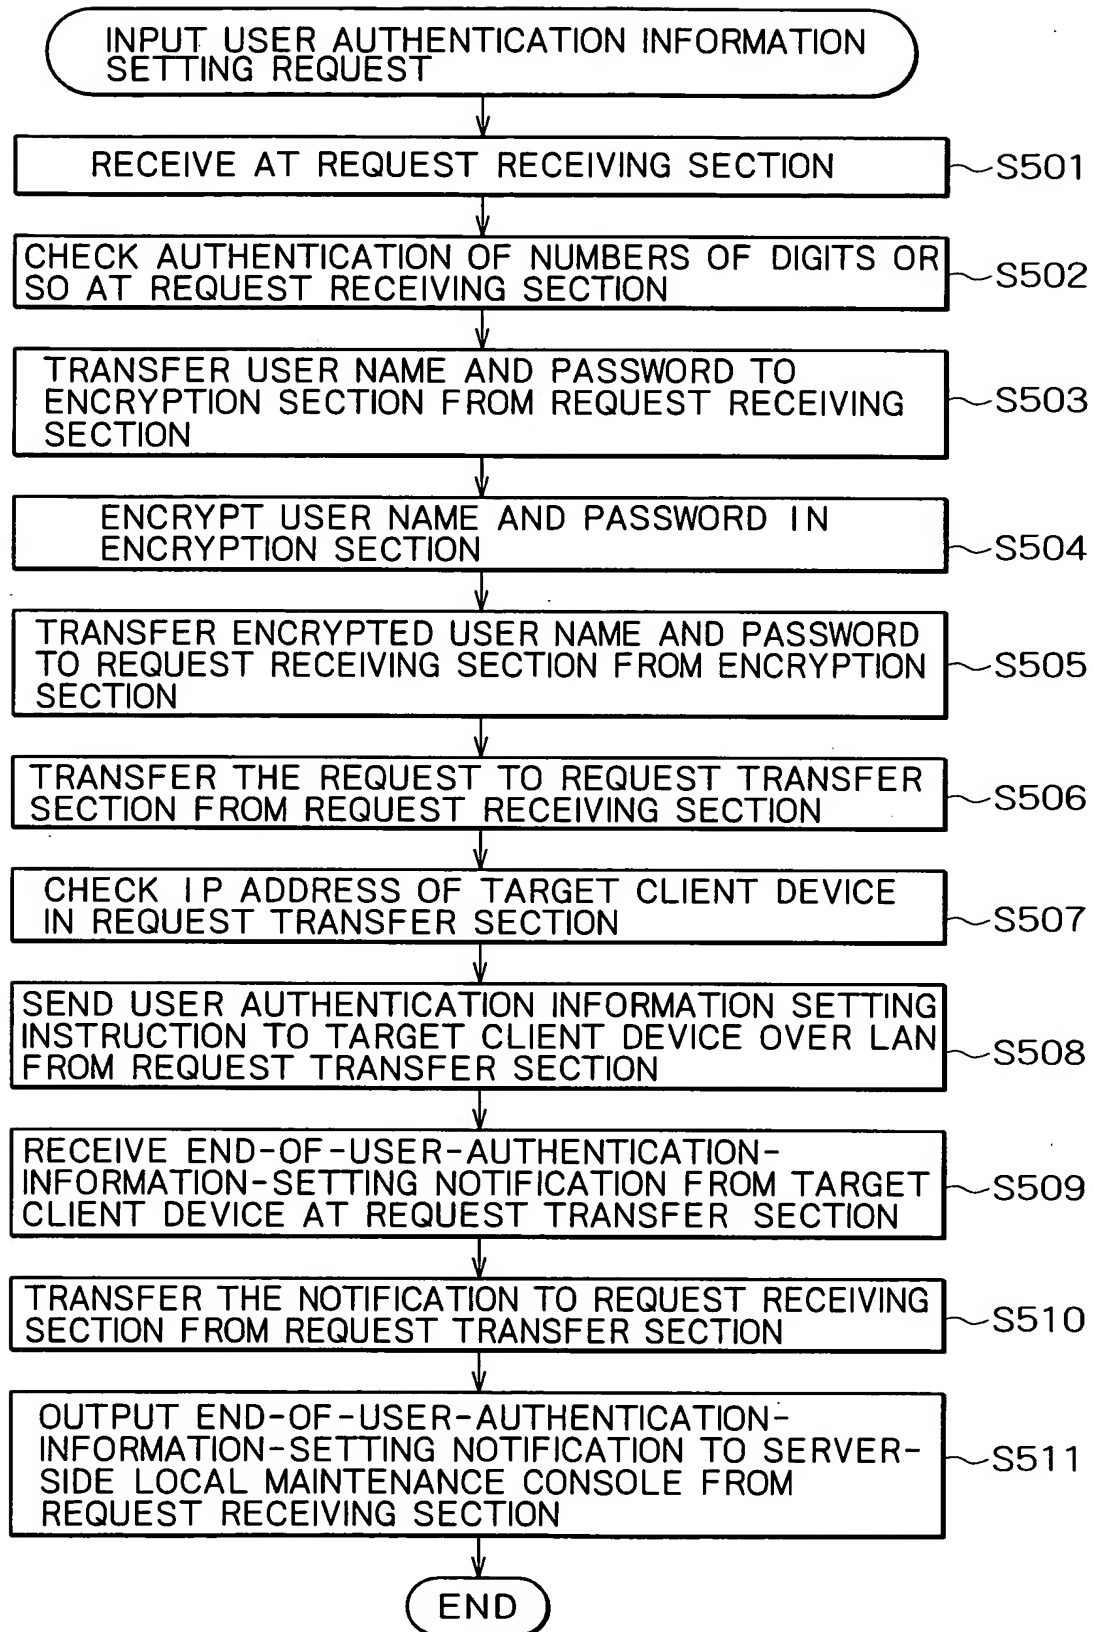 INPUT USER AUTHENTICATION INFORMATION
SETTING REQUEST
RECEIVE AT REQUEST RECEIVING SECTION
S501
CHECK AUTHENTICATION OF NUMBERS OF DIGITS OR
SO AT REQUEST RECEIVING SECTION
S502
TRANSFER USER NAME AND PASSWORD TO
ENCRYPTION SECTION FROM REQUEST RECEIVING
SECTION
S503
ENCRYPT USER NAME AND PASSWORD IN
ENCRYPTION SECTION
S504
TRANSFER ENCRYPTED USER NAME AND PASSWORD
TO REQUEST RECEIVING SECTION FROM ENCRYPTION
SECTION
S505
TRANSFER THE REQUEST TO REQUEST TRANSFER
SECTION FROM REQUEST RECEIVING SECTION
S506
CHECK IP ADDRESS OF TARGET CLIENT DEVICE
IN REQUEST TRANSFER SECTION
S507
SEND USER AUTHENTICATION INFORMATION SETTING
INSTRUCTION TO TARGET CLIENT DEVICE OVER LAN
FROM REQUEST TRANSFER SECTION
S508
RECEIVE END-OF-USER-AUTHENTICATION-
INFORMATION-SETTING NOTIFICATION FROM TARGET
CLIENT DEVICE AT REQUEST TRANSFER SECTION
S509
TRANSFER THE NOTIFICATION TO REQUEST RECEIVING
SECTION FROM REQUEST TRANSFER SECTION
S510
OUTPUT END-OF-USER-AUTHENTICATION-
INFORMATION-SETTING NOTIFICATION TO SERVER-
SIDE LOCAL MAINTENANCE CONSOLE FROM
REQUEST RECEIVING SECTION
S511
END